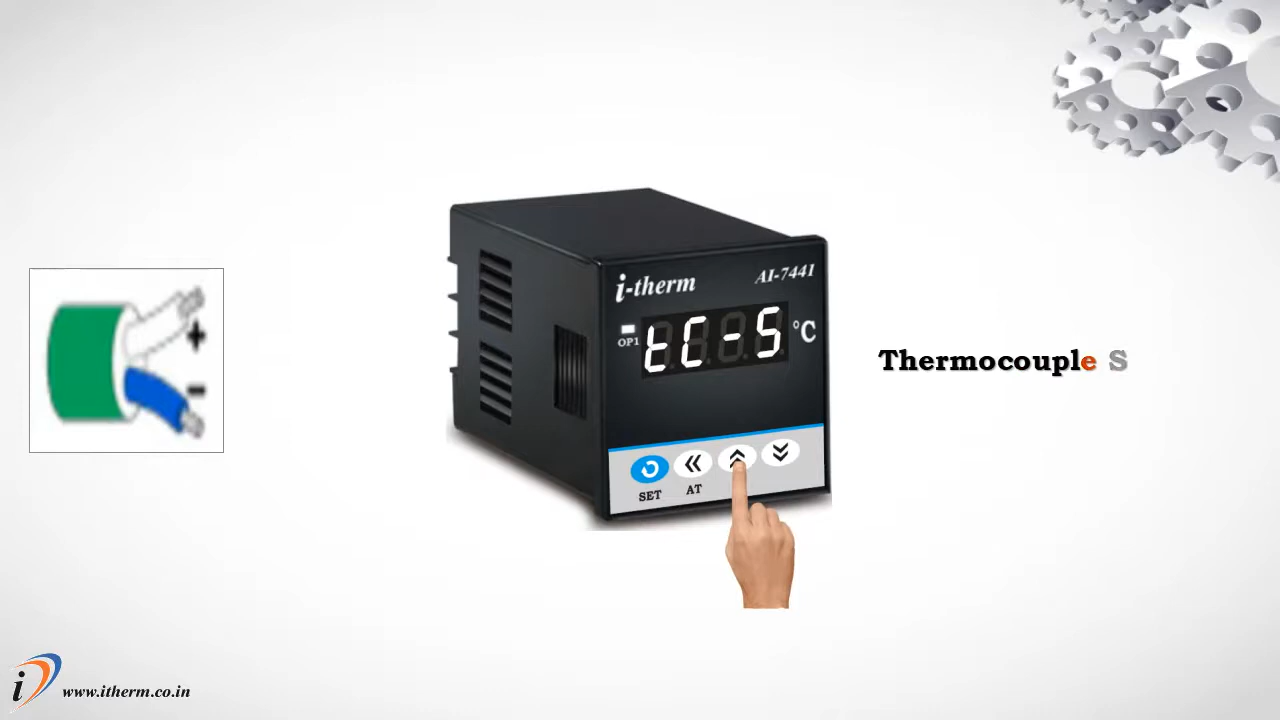 i-therm
AI-7441
OP1
tC-S
°C
SET
AT
+
-
Thermocouple S
i
www.itherm.co.in